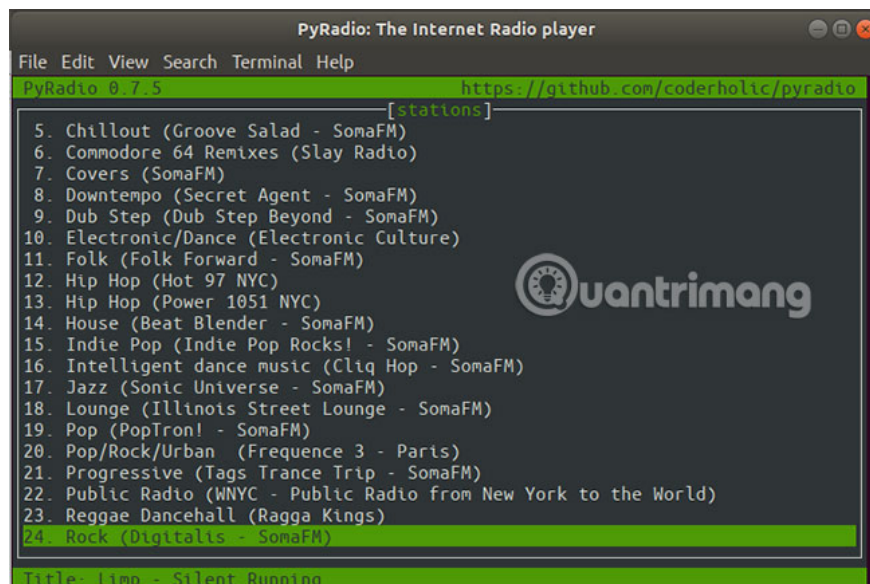 PyRadio: The Internet Radio player
File Edit View Search Terminal Help
PyRadio 0.7.5 https://github.com/coderholic/pyradio
[stations]
5. Chillout (Groove Salad - SomaFM)
6. Commodore 64 Remixes (Slay Radio)
7. Covers (SomaFM)
8. Downtempo (Secret Agent - SomaFM)
9. Dub Step (Dub Step Beyond - SomaFM)
10. Electronic/Dance (Electronic Culture)
11. Folk (Folk Forward - SomaFM)
12. Hip Hop (Hot 97 NYC)
13. Hip Hop (Power 1051 NYC)
14. House (Beat Blender - SomaFM)
15. Indie Pop (Indie Pop Rocks! - SomaFM)
16. Intelligent dance music (Cliq Hop - SomaFM)
17. Jazz (Sonic Universe - SomaFM)
18. Lounge (Illinois Street Lounge - SomaFM)
19. Pop (PopTron! - SomaFM)
20. Pop/Rock/Urban  (Frequence 3 - Paris)
21. Progressive (Tags Trance Trip - SomaFM)
22. Public Radio (WNYC - Public Radio from New York to the World)
23. Reggae Dancehall (Ragga Kings)
24. Rock (Digitalis - SomaFM)
Title: Limp - Silent Running
Quantrimang